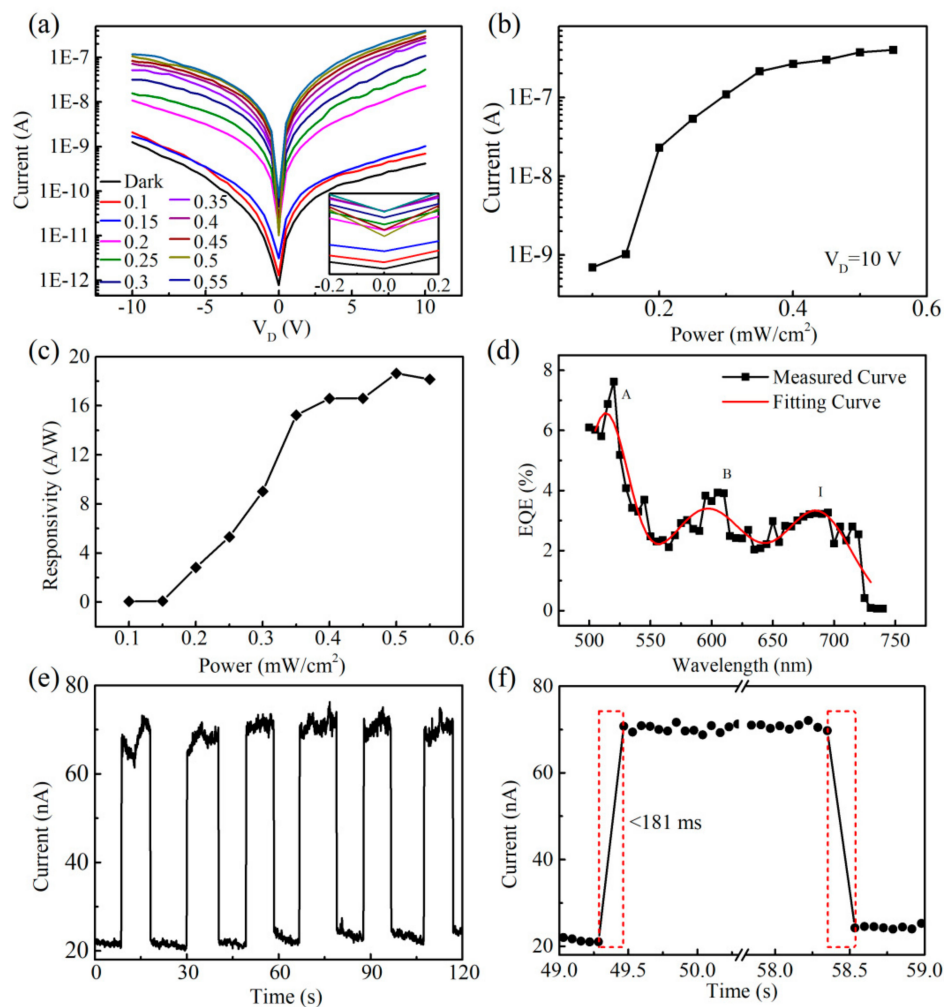 (a)
1E-7
1E-8
1E-9
1E-10
1E-11
1E-12
Current (A)
Dark
0.1
0.15
0.2
0.25
0.3
0.35
0.4
0.45
0.5
0.55
-0.2 0.0 0.2
-10 -5 0 5 10
V_D (V)
(b)
1E-7
1E-8
1E-9
Current (A)
V_D=10 V
0.2 0.4 0.6
Power (mW/cm²)
(c)
20
16
12
8
4
0
Responsivity (A/W)
0.1 0.2 0.3 0.4 0.5 0.6
Power (mW/cm²)
(d)
8
6
4
2
0
EQE (%)
Measured Curve
Fitting Curve
A
B
I
500 550 600 650 700 750
Wavelength (nm)
(e)
80
60
40
20
Current (nA)
0 30 60 90 120
Time (s)
(f)
80
60
40
20
Current (nA)
<181 ms
49.0 49.5 50.0 58.0 58.5 59.0
Time (s)